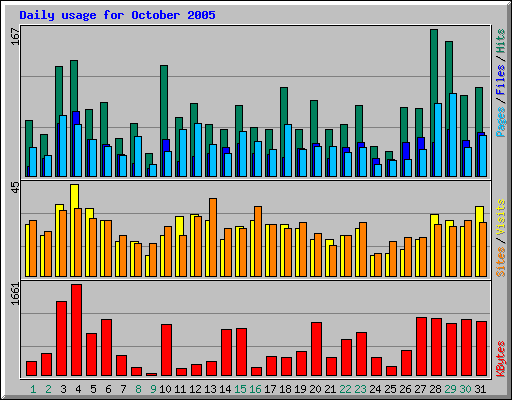 Daily usage for October 2005
167
Pages / Files / Hits
45
Sites / Visits
1661
KBytes
1 2 3 4 5 6 7 8 9 10 11 12 13 14 15 16 17 18 19 20 21 22 23 24 25 26 27 28 29 30 31